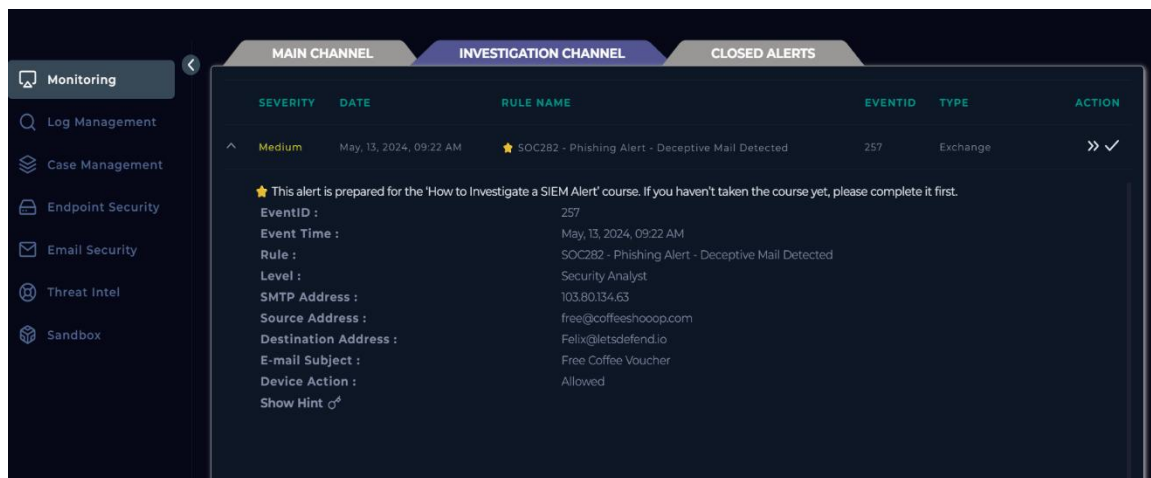 MAIN CHANNEL INVESTIGATION CHANNEL CLOSED ALERTS
Monitoring
Log Management
Case Management
Endpoint Security
Email Security
Threat Intel
Sandbox
SEVERITY DATE RULE NAME EVENTID TYPE ACTION
Medium May, 13, 2024, 09:22 AM SOC282 - Phishing Alert - Deceptive Mail Detected 257 Exchange
This alert is prepared for the 'How to Investigate a SIEM Alert' course. If you haven't taken the course yet, please complete it first.
EventID : 257
Event Time : May, 13, 2024, 09:22 AM
Rule : SOC282 - Phishing Alert - Deceptive Mail Detected
Level : Security Analyst
SMTP Address : 103.80.134.63
Source Address : free@coffeeshooop.com
Destination Address : Felix@letsdefend.io
E-mail Subject : Free Coffee Voucher
Device Action : Allowed
Show Hint